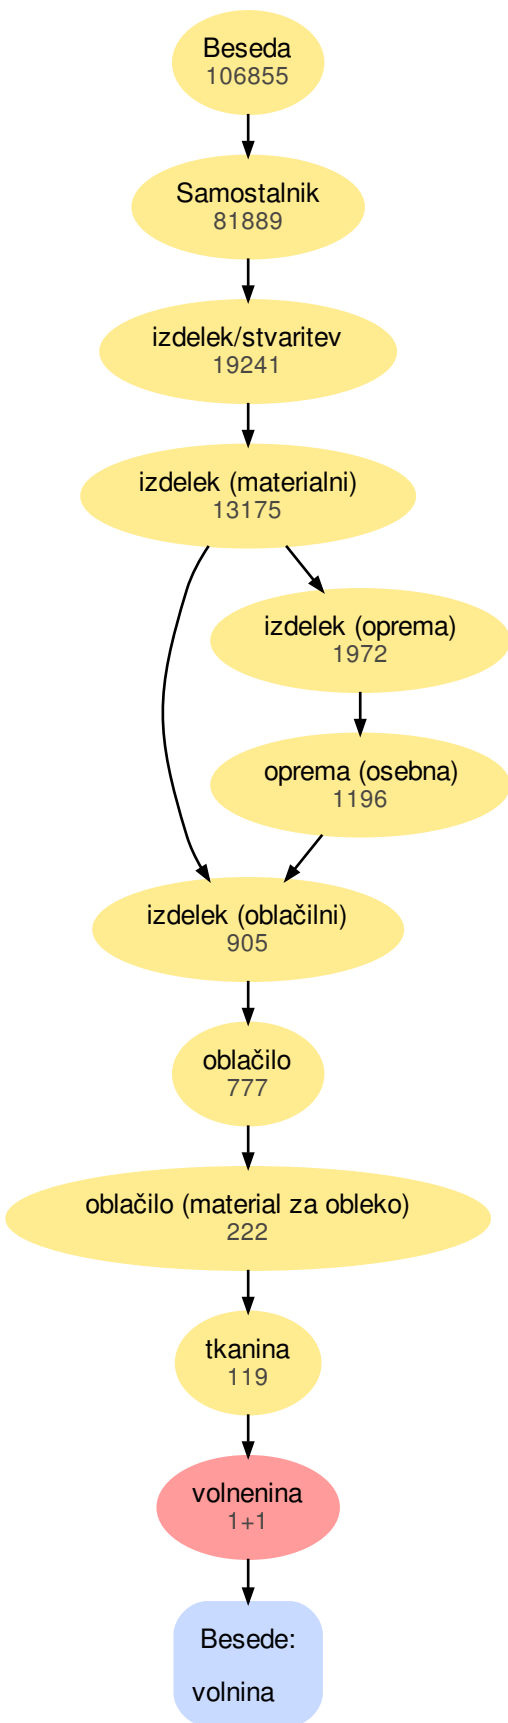 Beseda
106855
Samostalnik
81889
izdelek/stvaritev
19241
izdelek (materialni)
13175
izdelek (oprema)
1972
oprema (osebna)
1196
izdelek (oblačilni)
905
oblačilo
777
oblačilo (material za obleko)
222
tkanina
119
volnenina
1+1
Besede:
volnina